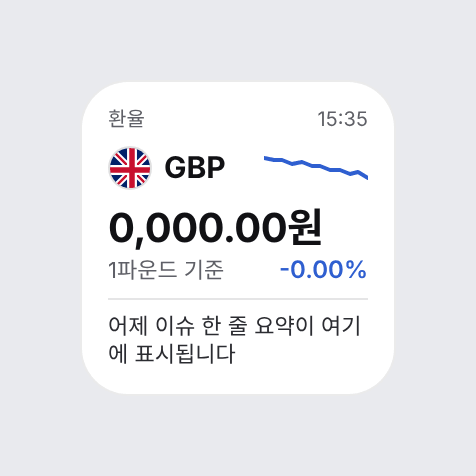 환율 15:35
GBP
0,000.00원
1파운드 기준 -0.00%
어제 이슈 한 줄 요약이 여기
에 표시됩니다